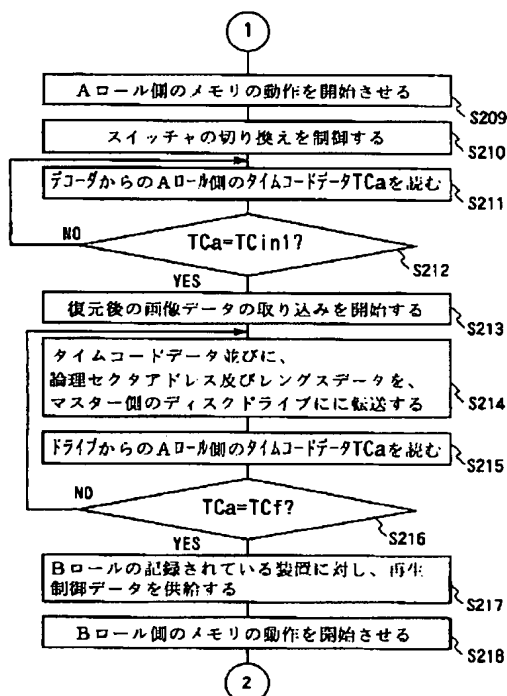 1
Aロール側のメモリの動作を開始させる
S209
スイッチャの切り換えを制御する
S210
デコーダからのAロール側のタイムコードデータTCaを読む
S211
NO
TCa=TCin1?
S212
YES
復元後の画像データの取り込みを開始する
S213
タイムコードデータ並びに、
論理セクタアドレス及びレングスデータを、
マスター側のディスクドライブにに転送する
S214
ドライブからのAロール側のタイムコードデータTCaを読む
S215
NO
TCa=TCf?
S216
YES
Bロールの記録されている装置に対し、再生
制御データを供給する
S217
Bロール側のメモリの動作を開始させる
S218
2